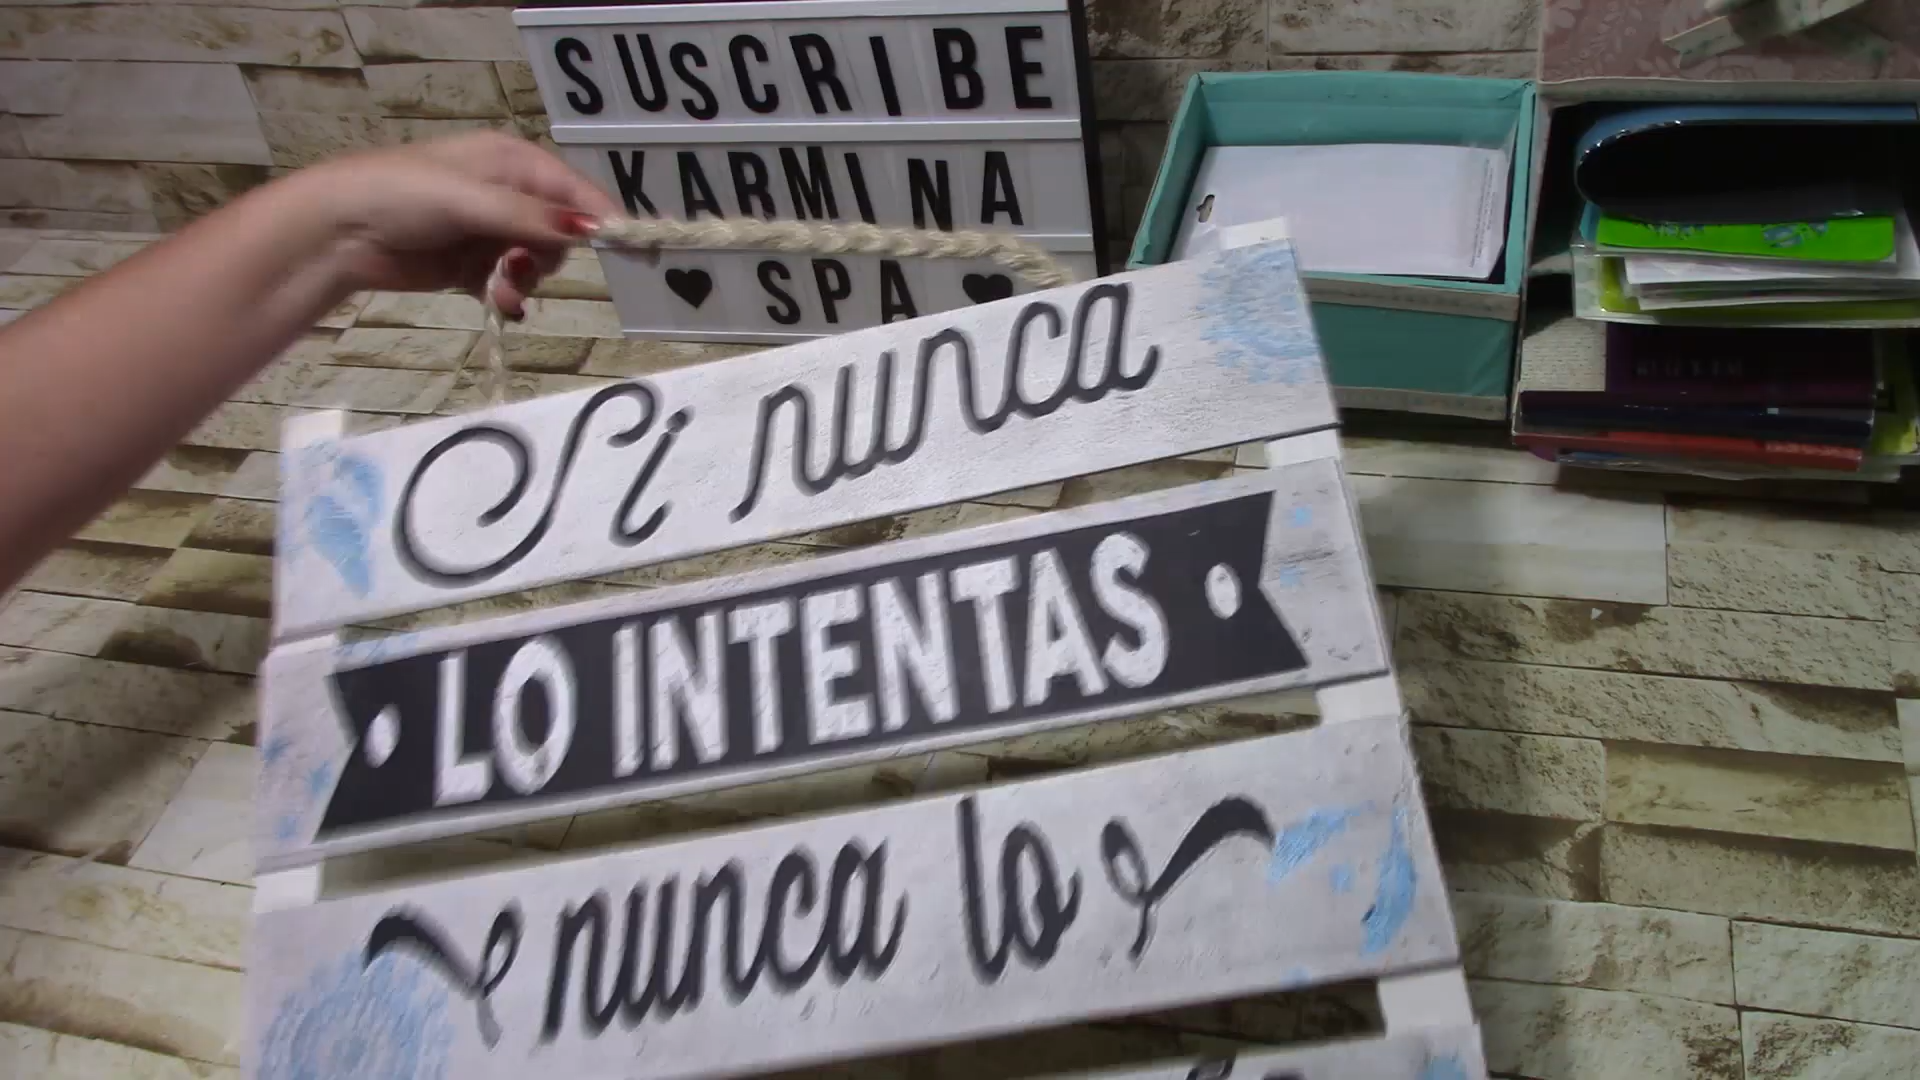 SUSCRIBE
KARMINA
♥ SPA ♥
Si nunca
• LO INTENTAS •
nunca lo